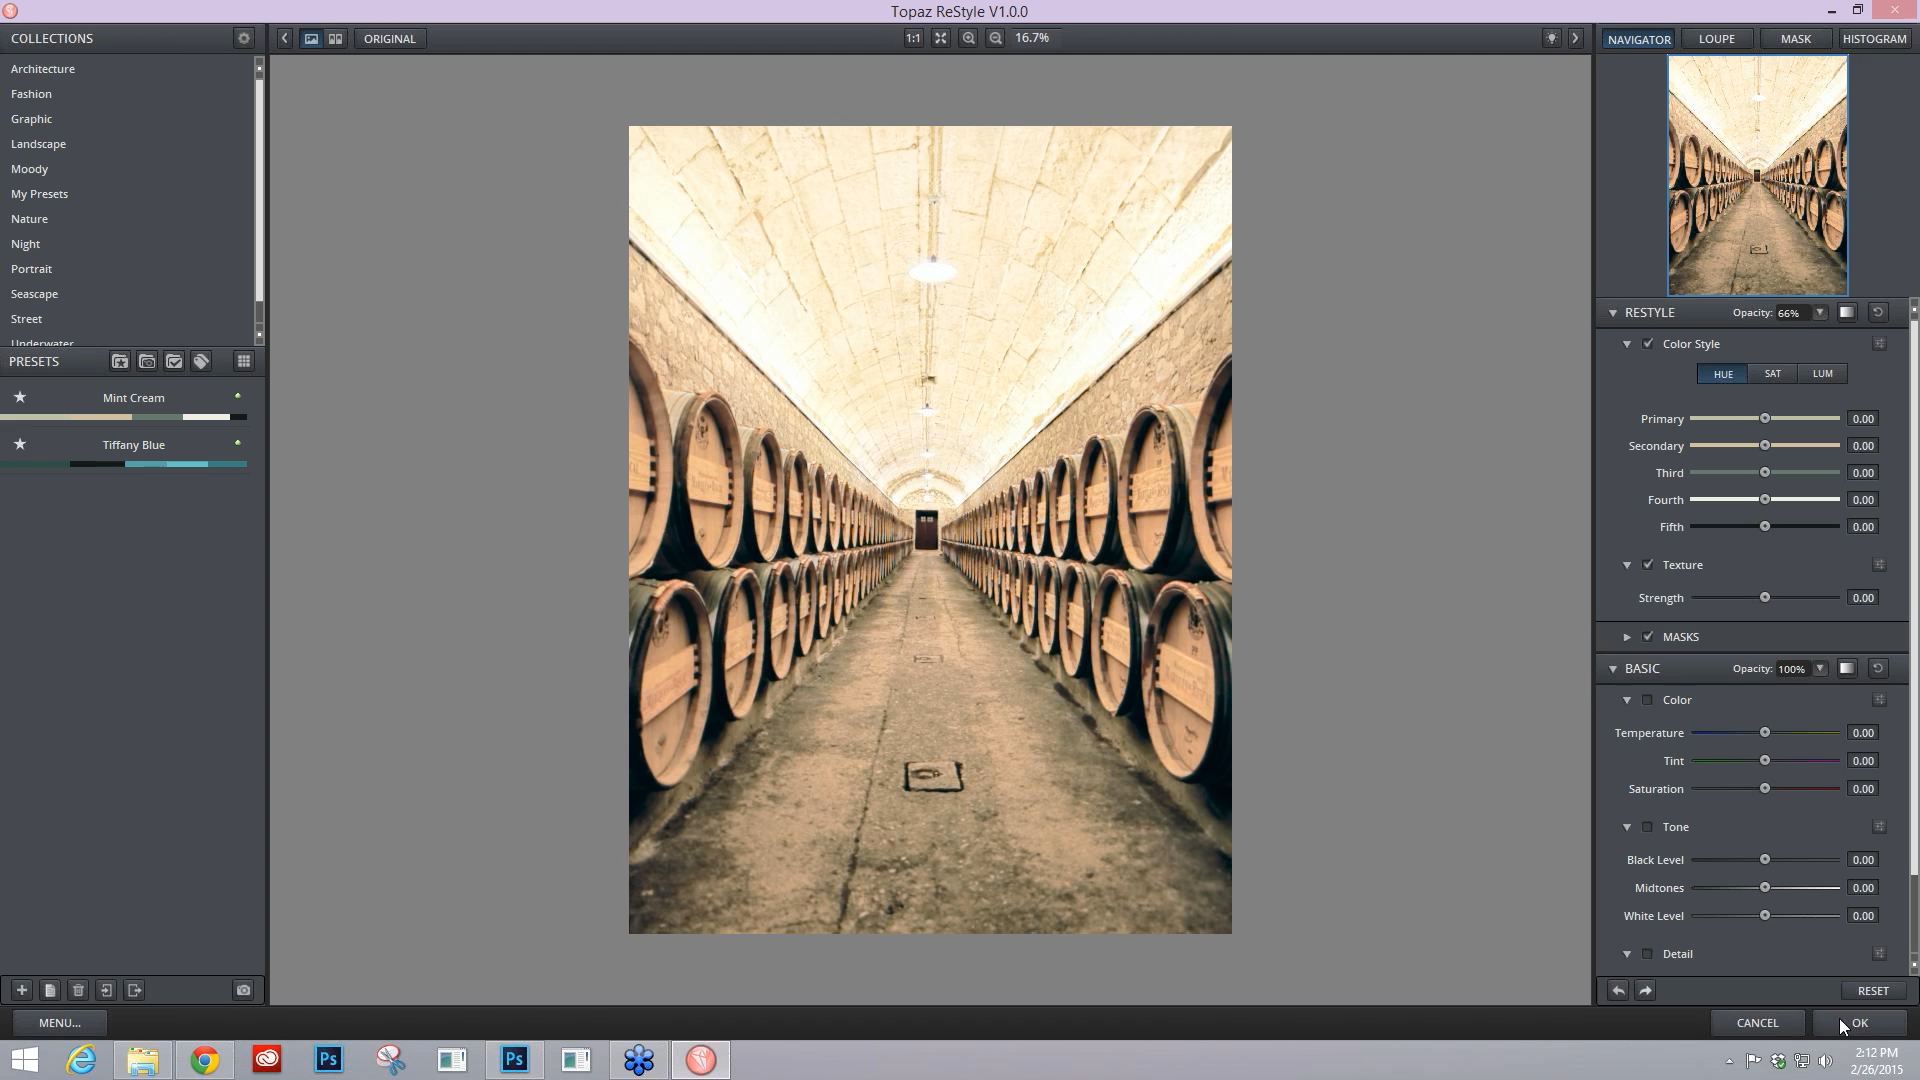 Topaz ReStyle V1.0.0
COLLECTIONS
Architecture
Fashion
Graphic
Landscape
Moody
My Presets
Nature
Night
Portrait
Seascape
Street
Underwater
PRESETS
Mint Cream
Tiffany Blue
MENU...
ORIGINAL
1:1
16.7%
NAVIGATOR LOUPE MASK HISTOGRAM
RESTYLE Opacity: 66%
Color Style
HUE SAT LUM
Primary 0.00
Secondary 0.00
Third 0.00
Fourth 0.00
Fifth 0.00
Texture
Strength 0.00
MASKS
BASIC Opacity: 100%
Color
Temperature 0.00
Tint 0.00
Saturation 0.00
Tone
Black Level 0.00
Midtones 0.00
White Level 0.00
Detail
RESET
CANCEL OK
Ps
Ps
2:12 PM
2/26/2015